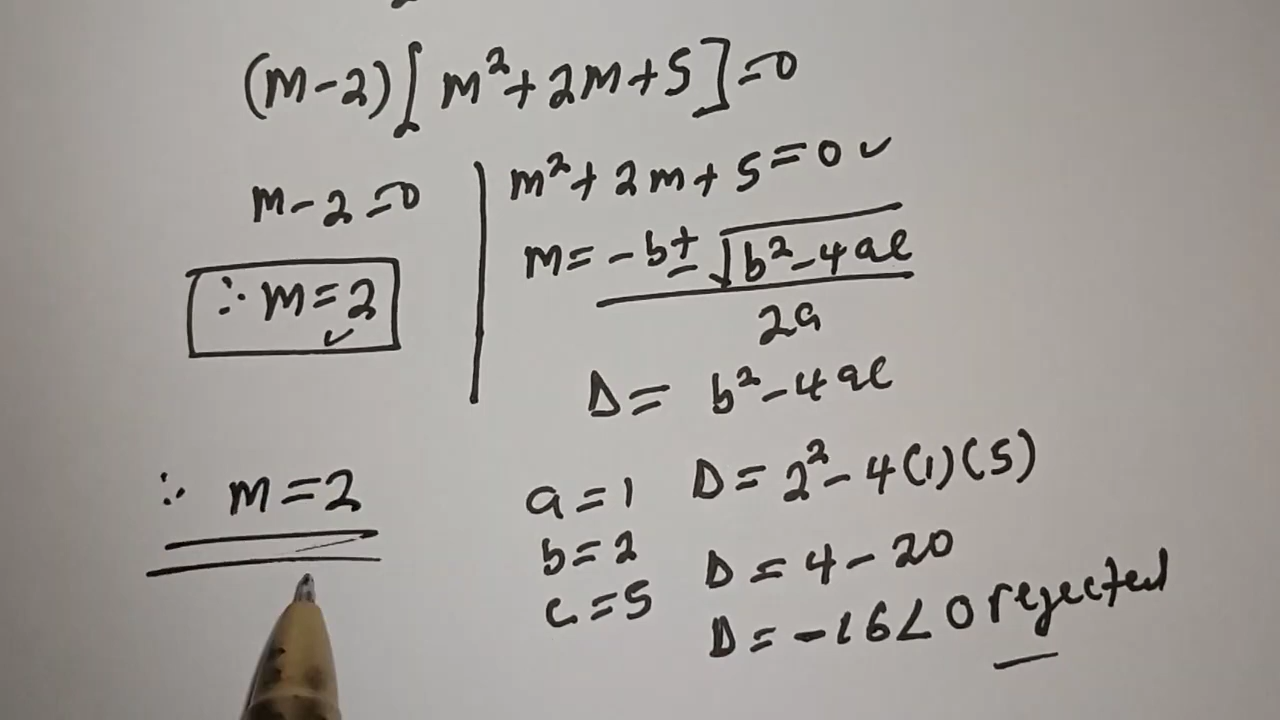 (m-2)[m²+2m+5]=0
m-2=0
∴ m=2
∴ m=2
m²+2m+5=0 ✓
m= -b±√b²-4ac
2a
D= b²-4ac
a=1 D=2²-4(1)(5)
b=2 D=4-20
c=5 D=-16<0 rejected